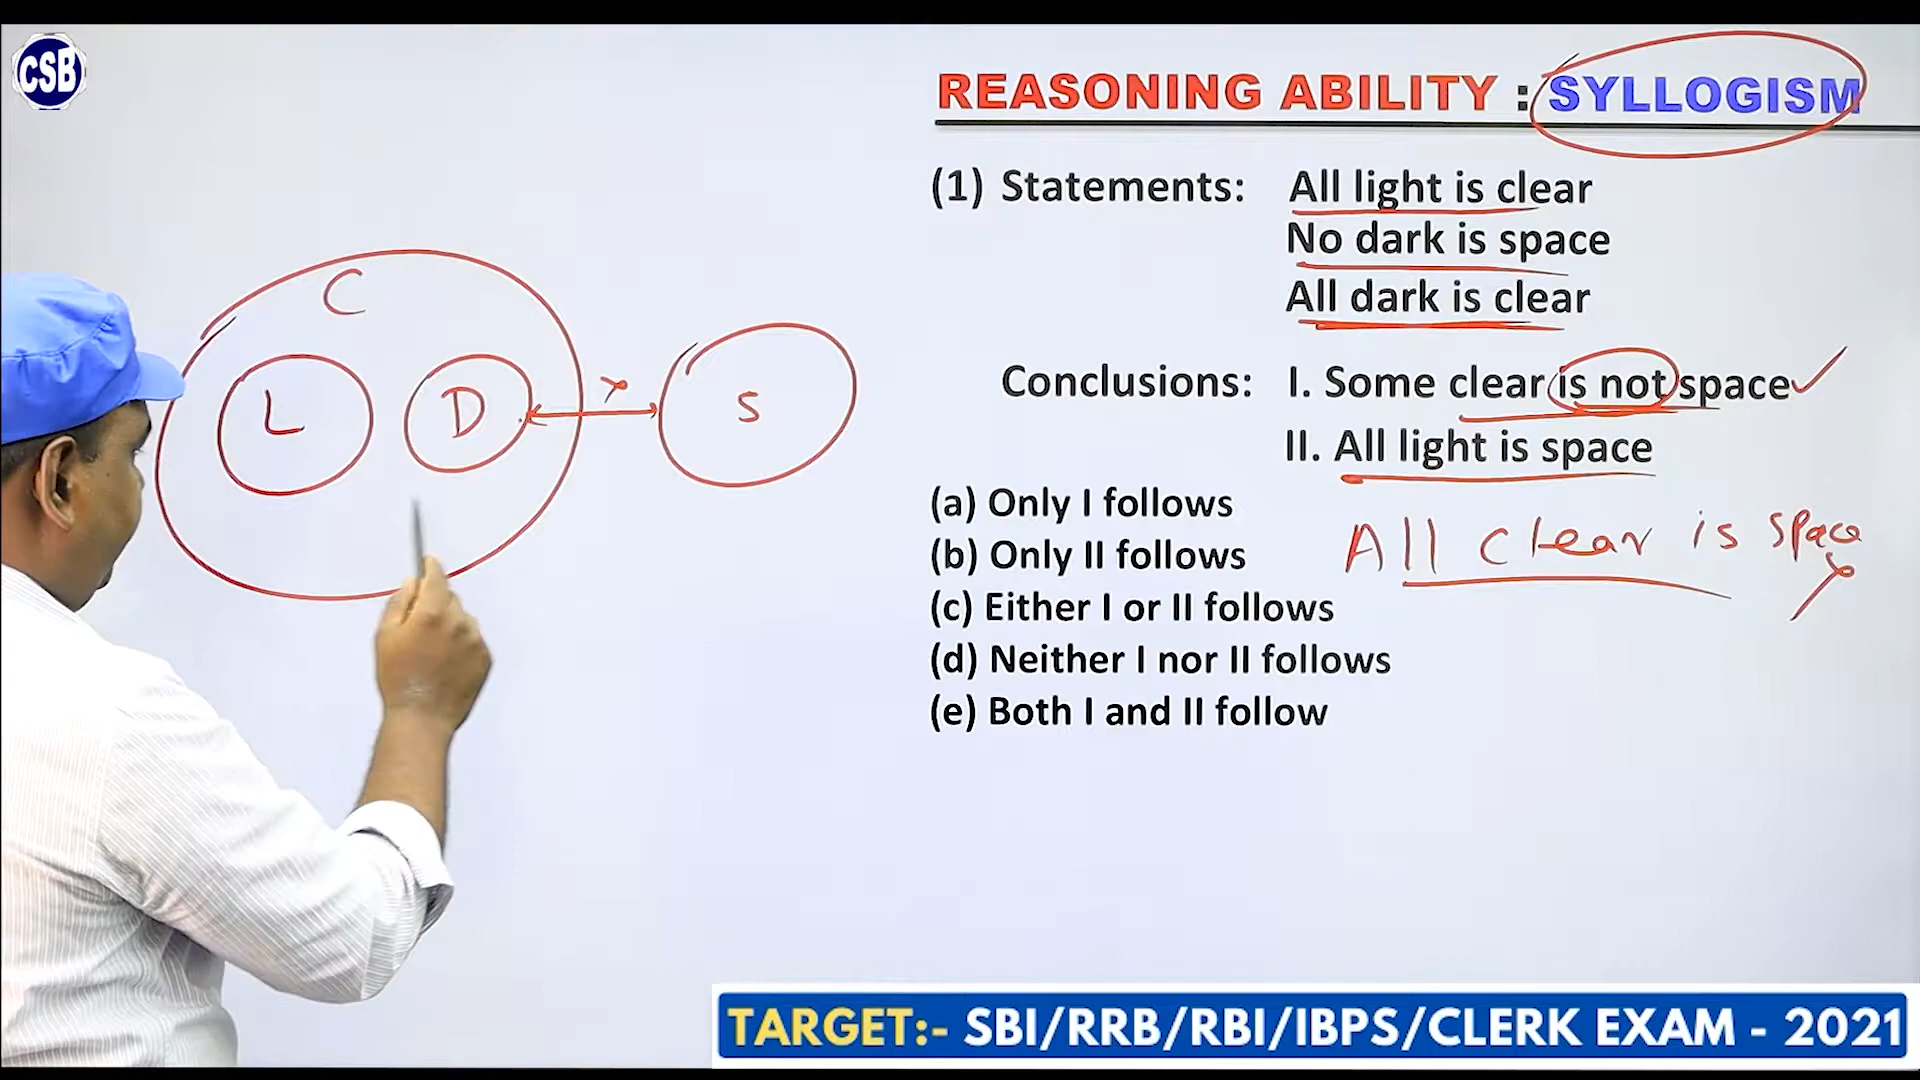 CSB
REASONING ABILITY : SYLLOGISM
(1) Statements: All light is clear
No dark is space
All dark is clear
Conclusions: I. Some clear is not space
II. All light is space
All clear is space
(a) Only I follows
(b) Only II follows
(c) Either I or II follows
(d) Neither I nor II follows
(e) Both I and II follow
C
L D S
TARGET:- SBI/RRB/RBI/IBPS/CLERK EXAM - 2021